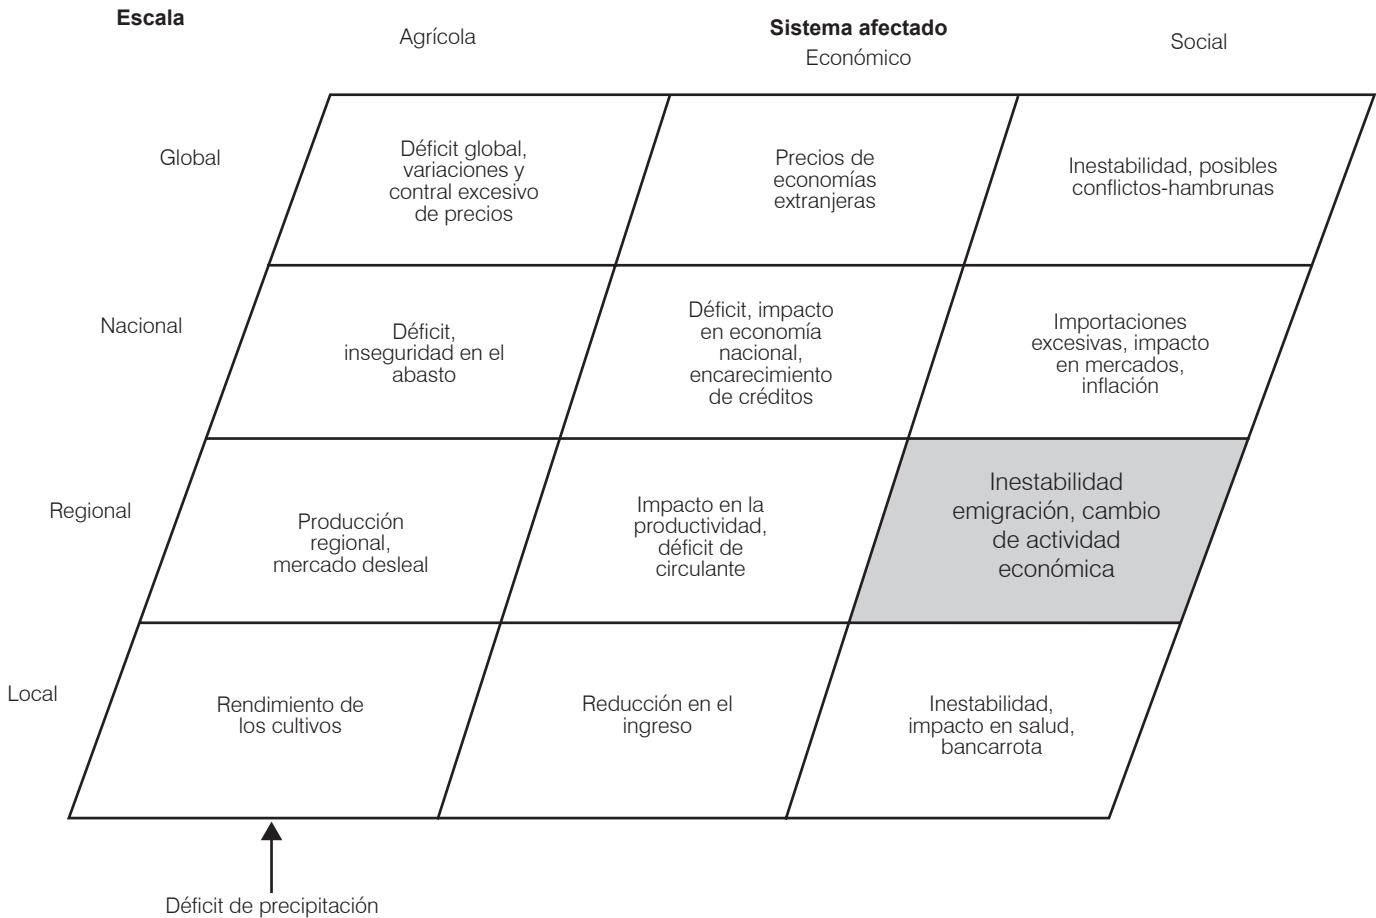 Escala
Sistema afectado
Agrícola
Económico
Social
Global
Déficit global,
variaciones y
contral excesivo
de precios
Precios de
economías
extranjeras
Inestabilidad, posibles
conflictos-hambrunas
Nacional
Déficit,
inseguridad en el
abasto
Déficit, impacto
en economía
nacional,
encarecimiento
de créditos
Importaciones
excesivas, impacto
en mercados,
inflación
Regional
Producción
regional,
mercado desleal
Impacto en la
productividad,
déficit de
circulante
Inestabilidad
emigración, cambio
de actividad
económica
Local
Rendimiento de
los cultivos
Reducción en el
ingreso
Inestabilidad,
impacto en salud,
bancarrota
Déficit de precipitación